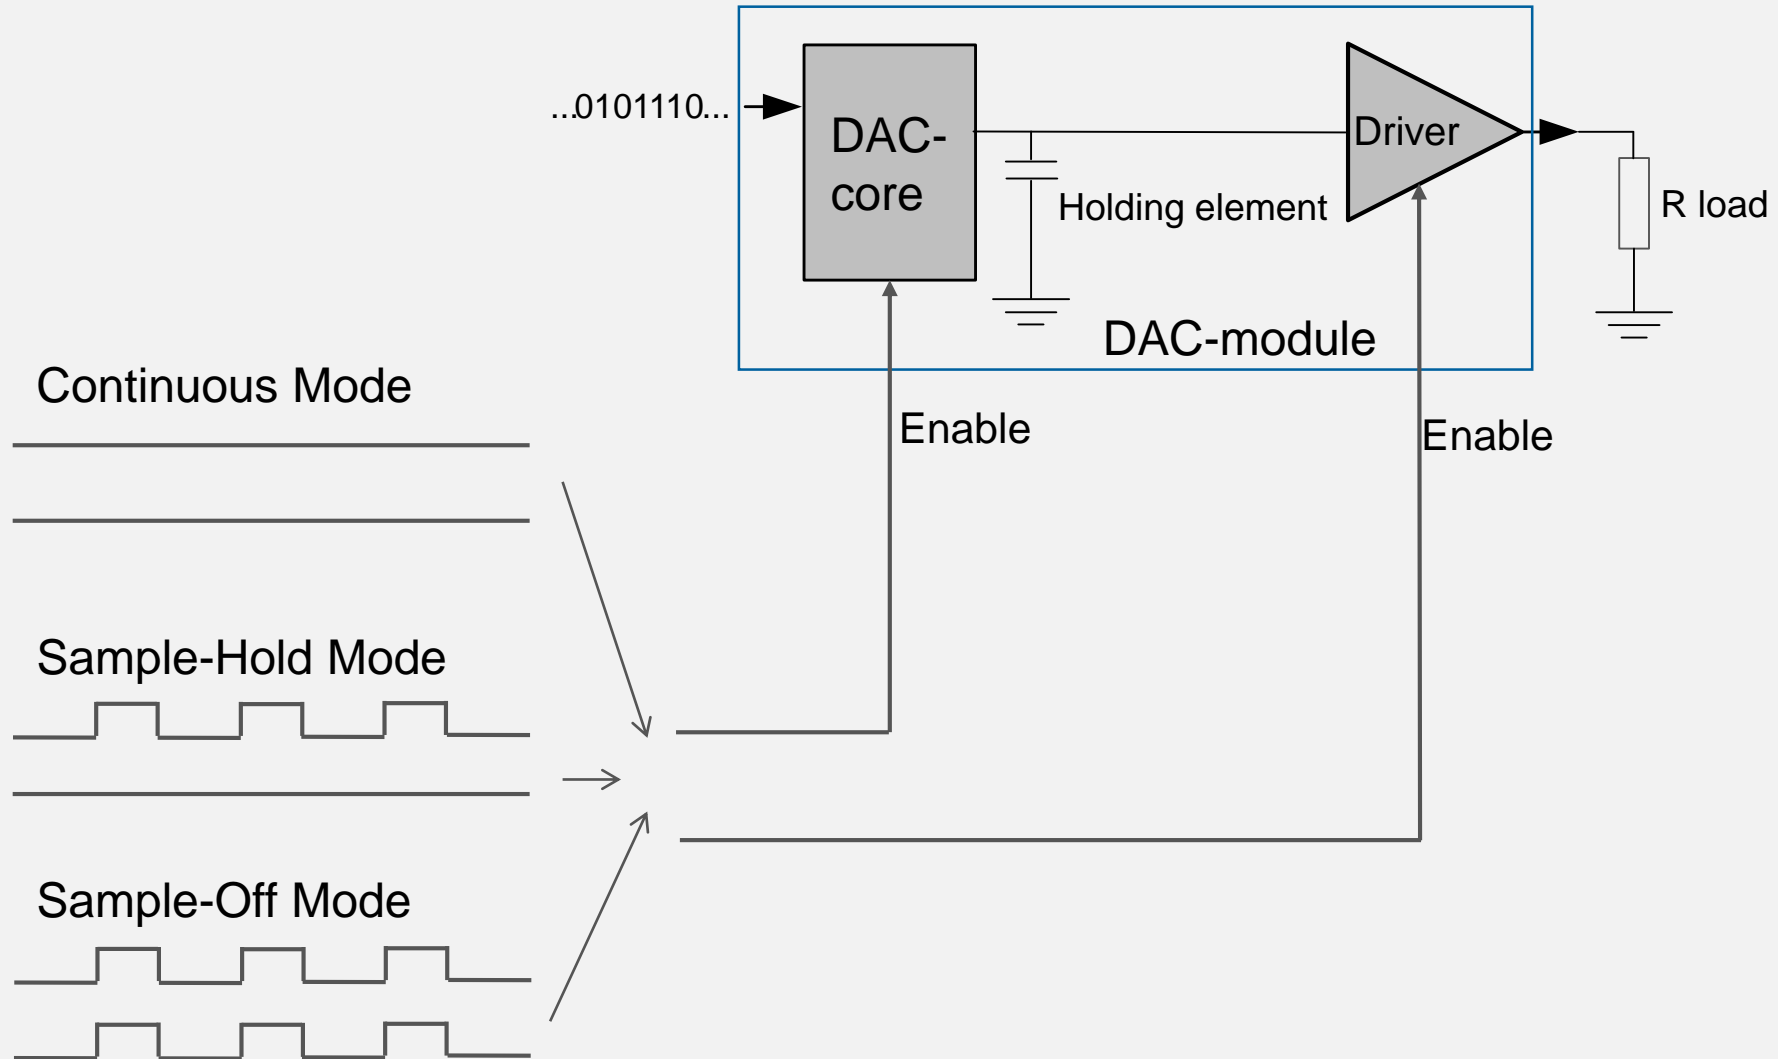 ...0101110...
DAC-
core
Driver
Holding element
R load
DAC-module
Continuous Mode
Enable
Enable
Sample-Hold Mode
Sample-Off Mode